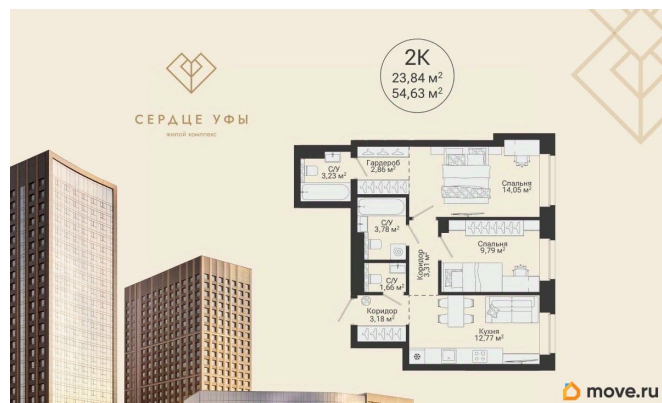 СЕРДЦЕ УФЫ
жилой комплекс
2К
23,84 м²
54,63 м²
С/У
3,23 м²
Гардероб
2,86 м²
Спальня
14,05 м²
С/У
3,78 м²
Коридор
3,31 м²
Спальня
9,79 м²
С/У
1,66 м²
Коридор
3,18 м²
Кухня
12,77 м²
move.ru